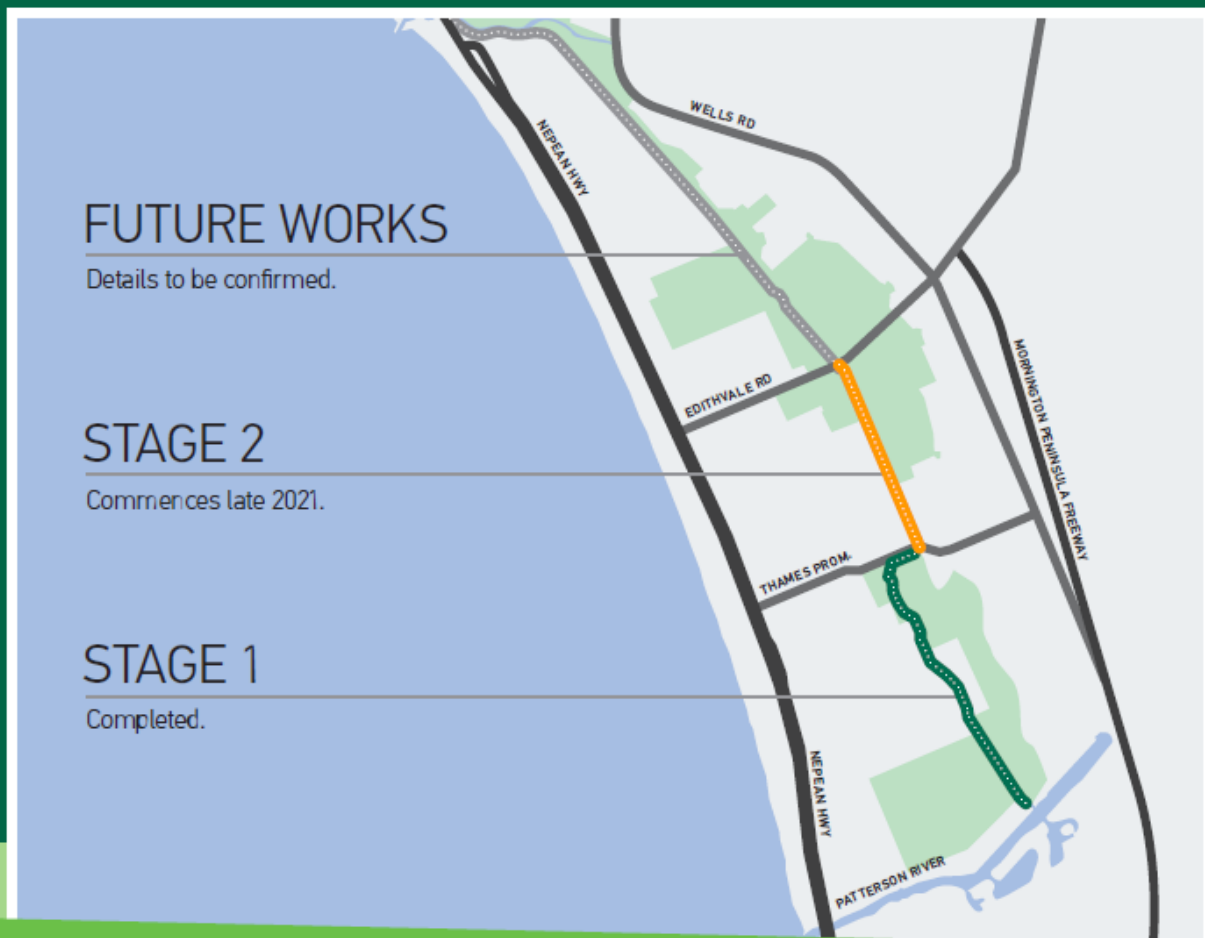 WELLS RD
NEPEAN HWY
FUTURE WORKS
Details to be confirmed.
MORNINGTON PENINSULA FREEWAY
EDITHVALE RD
STAGE 2
Commences late 2021.
THAMES PROM.
STAGE 1
Completed.
NEPEAN HWY
PATTERSON RIVER